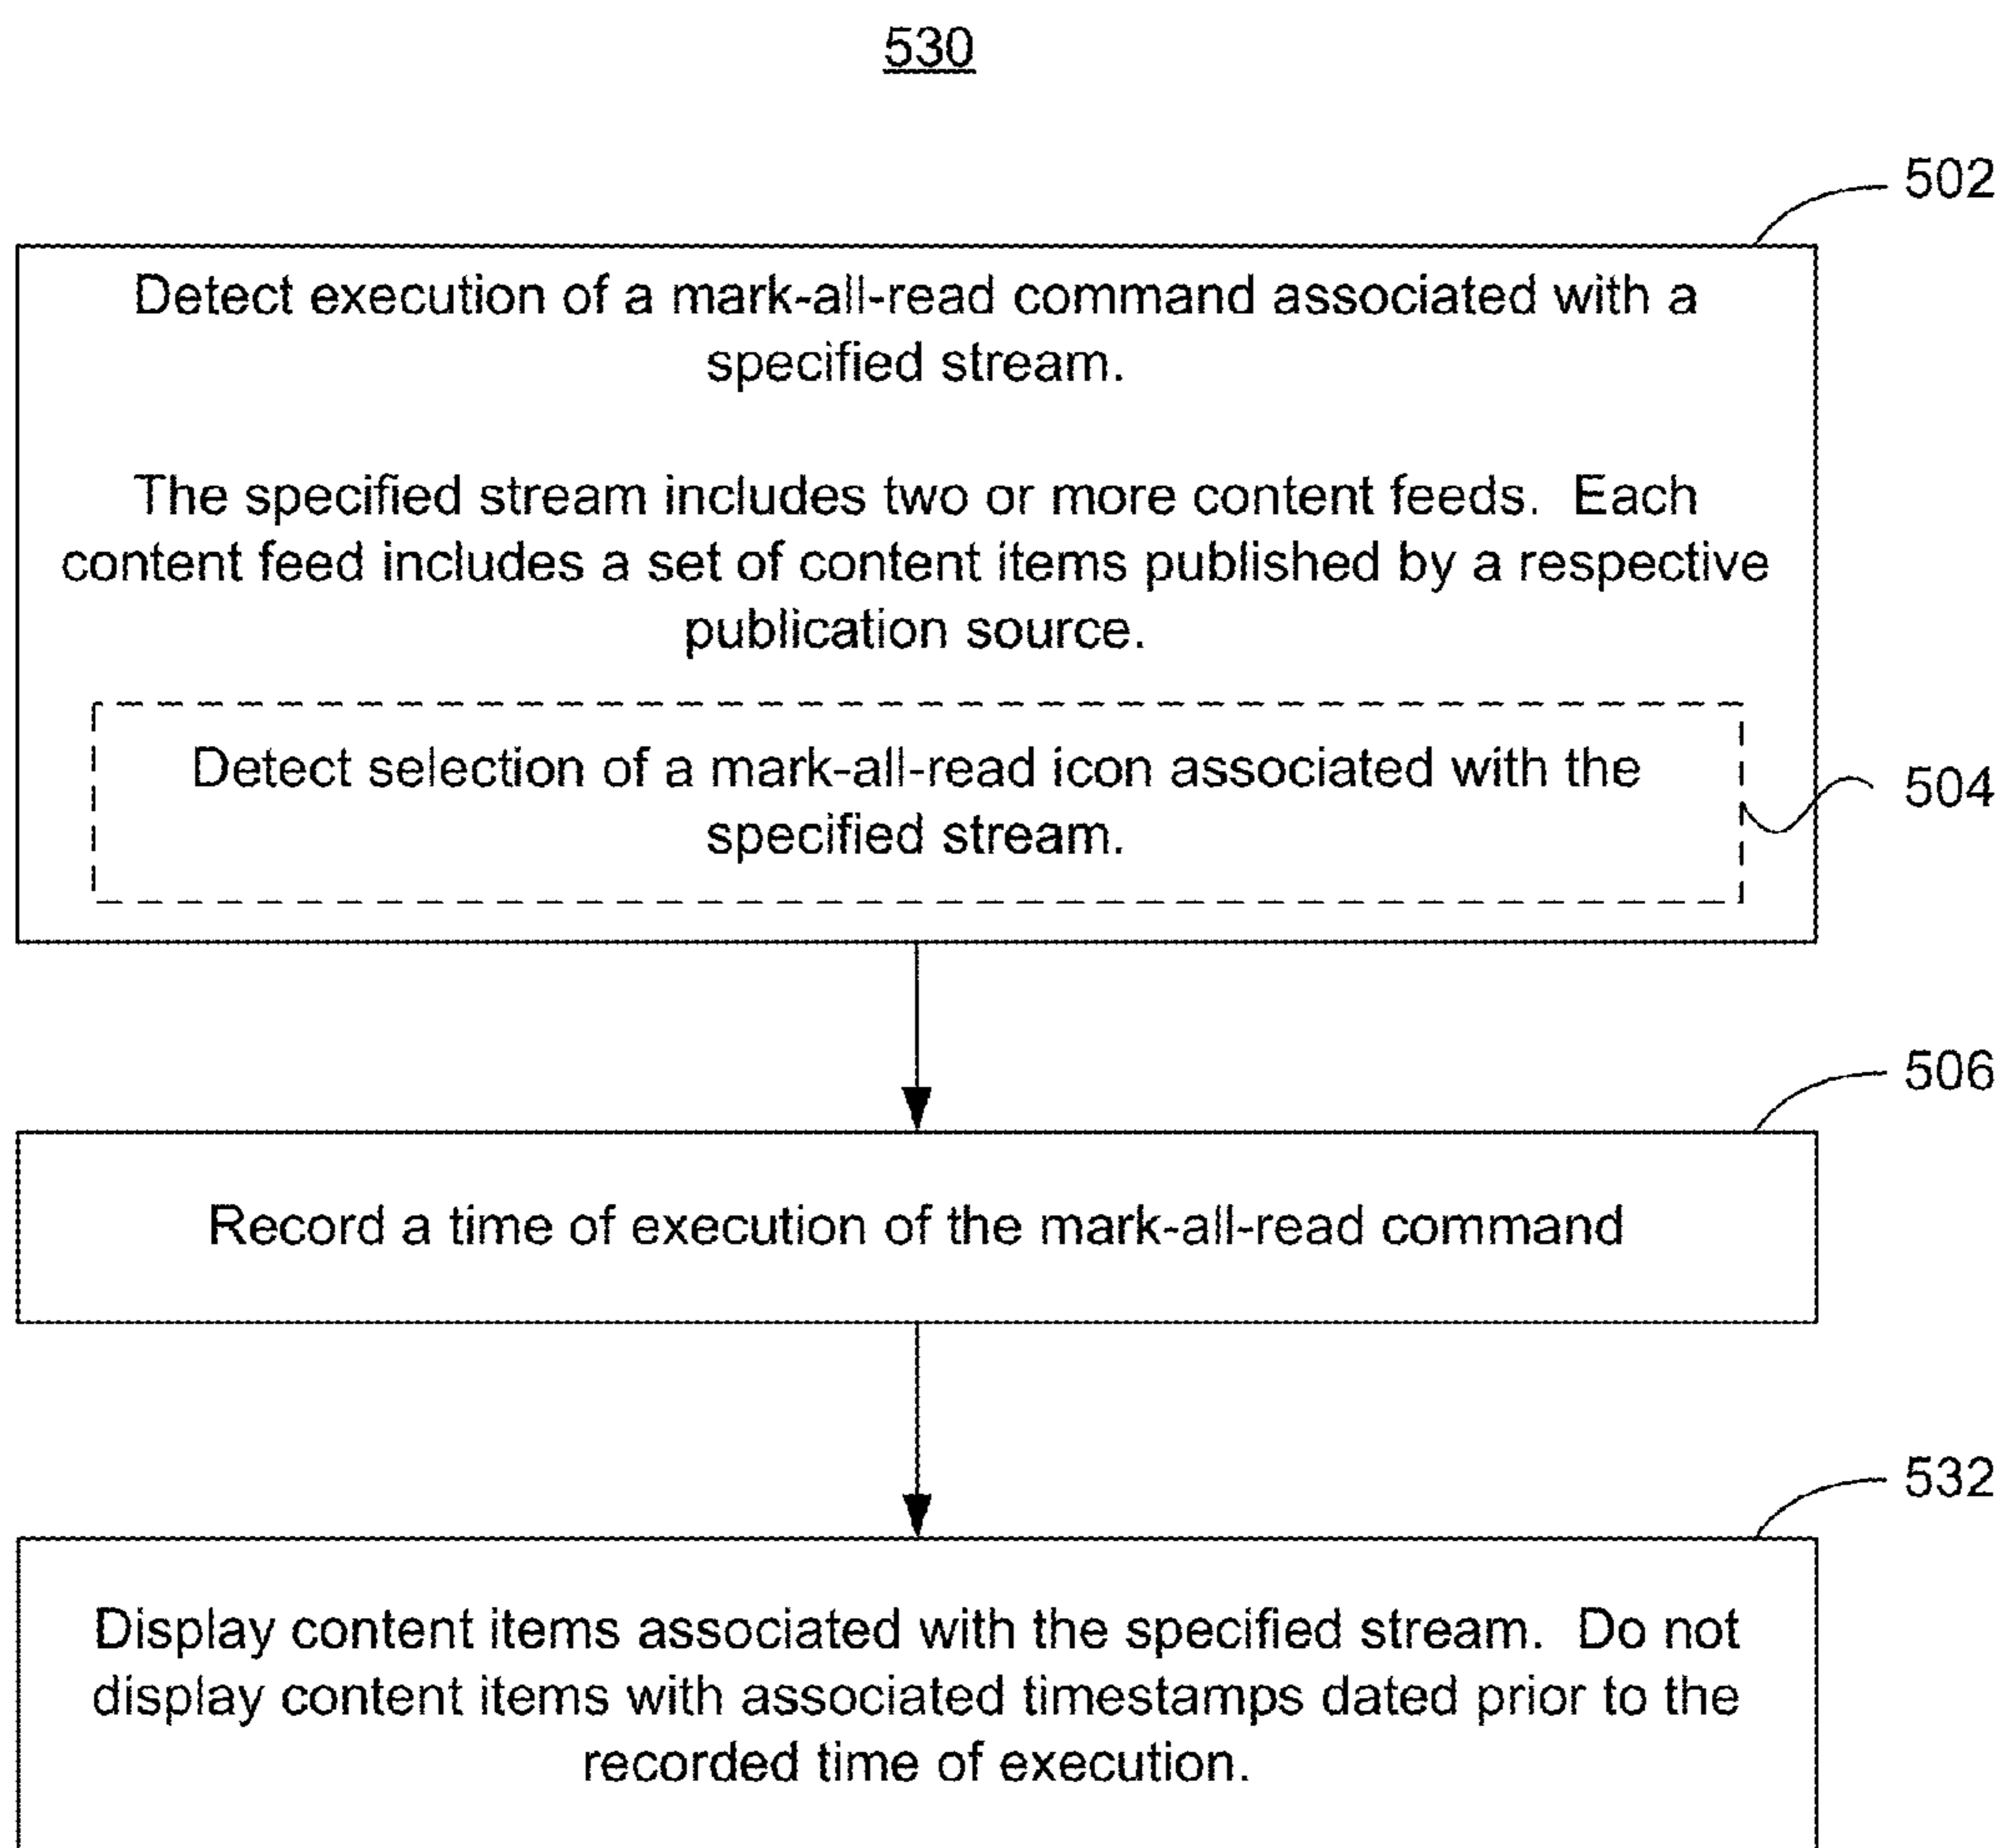 530
502
Detect execution of a mark-all-read command associated with a
specified stream.
The specified stream includes two or more content feeds.  Each
content feed includes a set of content items published by a respective
publication source.
Detect selection of a mark-all-read icon associated with the
specified stream.
504
506
Record a time of execution of the mark-all-read command
532
Display content items associated with the specified stream.  Do not
display content items with associated timestamps dated prior to the
recorded time of execution.